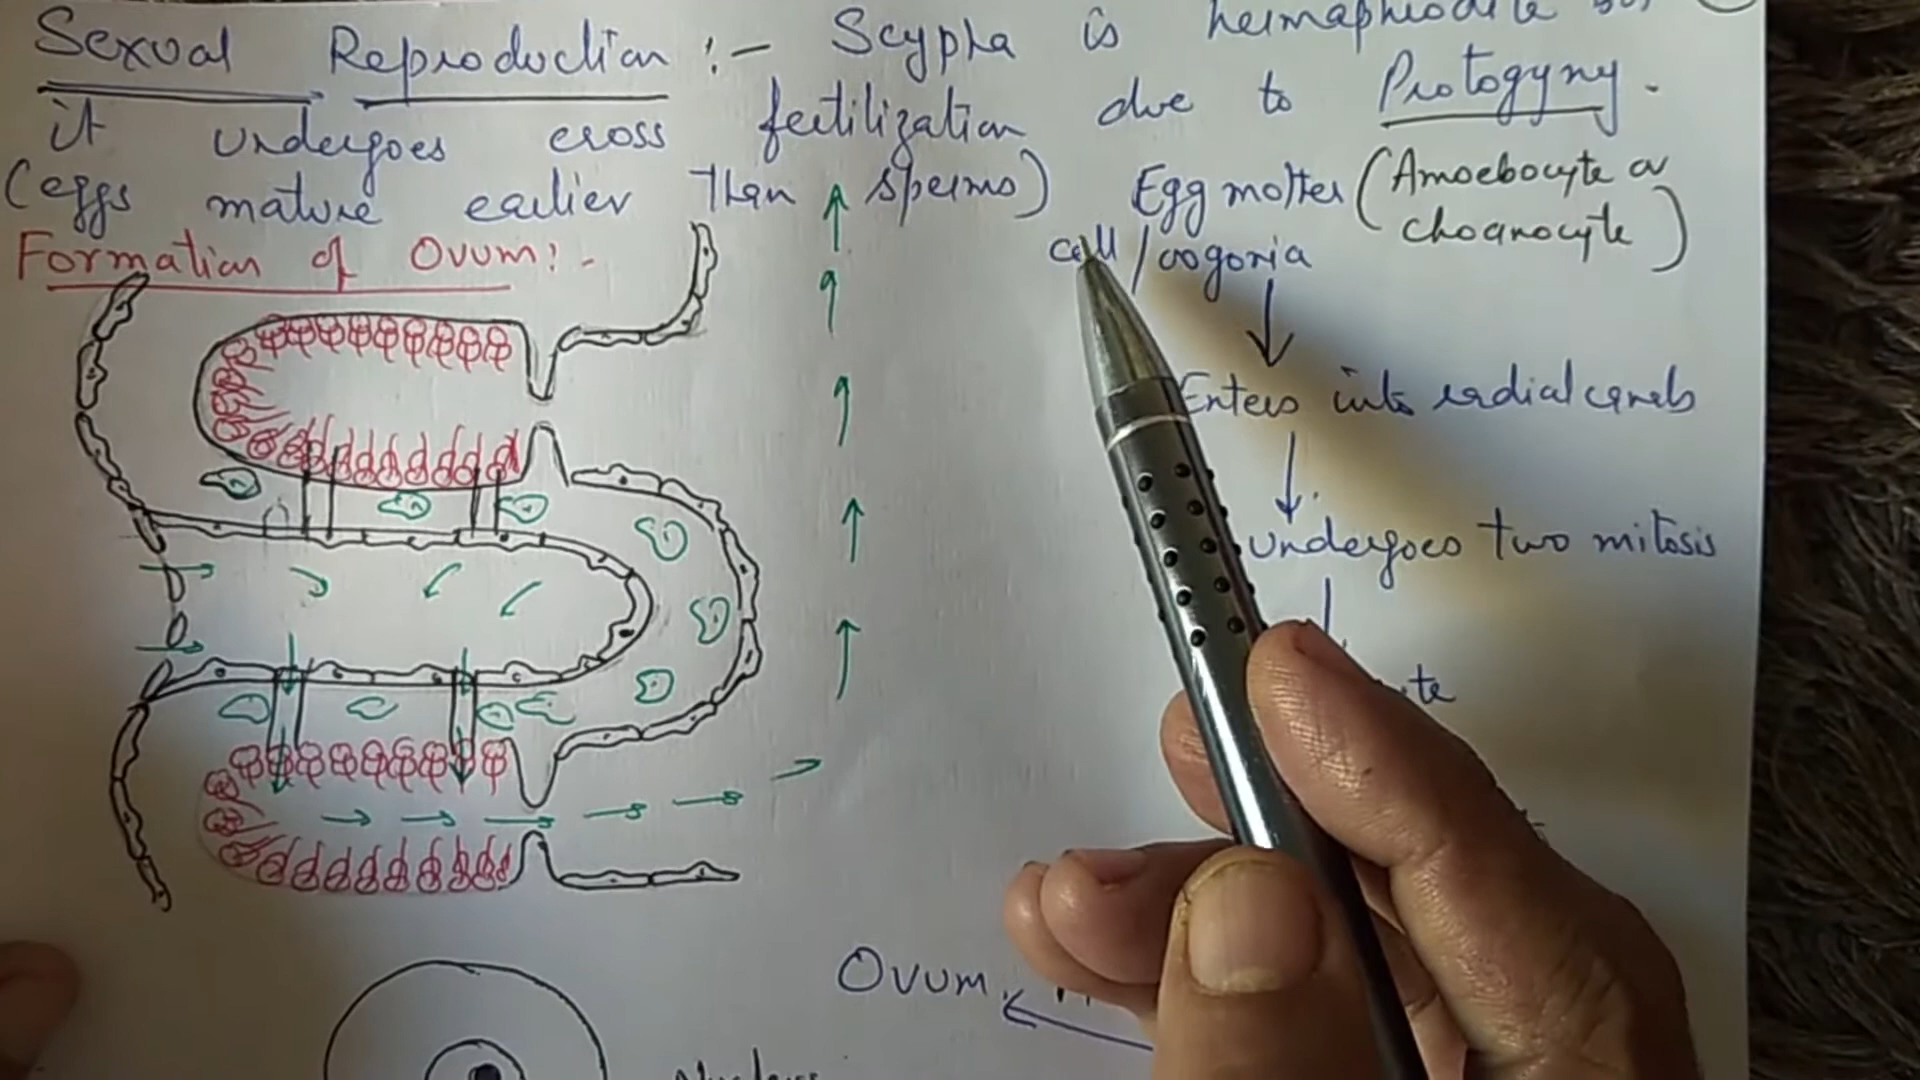 Sexual Reproduction :- Scypha is hermaphrodite
it undergoes cross fertilization due to Protogyny.
(eggs mature earlier than sperms)
Formation of Ovum :-
Egg mother (Amoebocyte or
choanocyte)
cell / oogonia
Enters into radial canals
undergoes two mitosis
Ovum
Nucleus